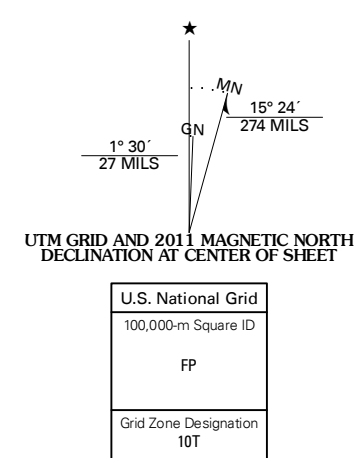 ★
MN
GN
15° 24´
274 MILS
1° 30´
27 MILS
UTM GRID AND 2011 MAGNETIC NORTH
DECLINATION AT CENTER OF SHEET
U.S. National Grid
100,000-m Square ID
FP
Grid Zone Designation
10T